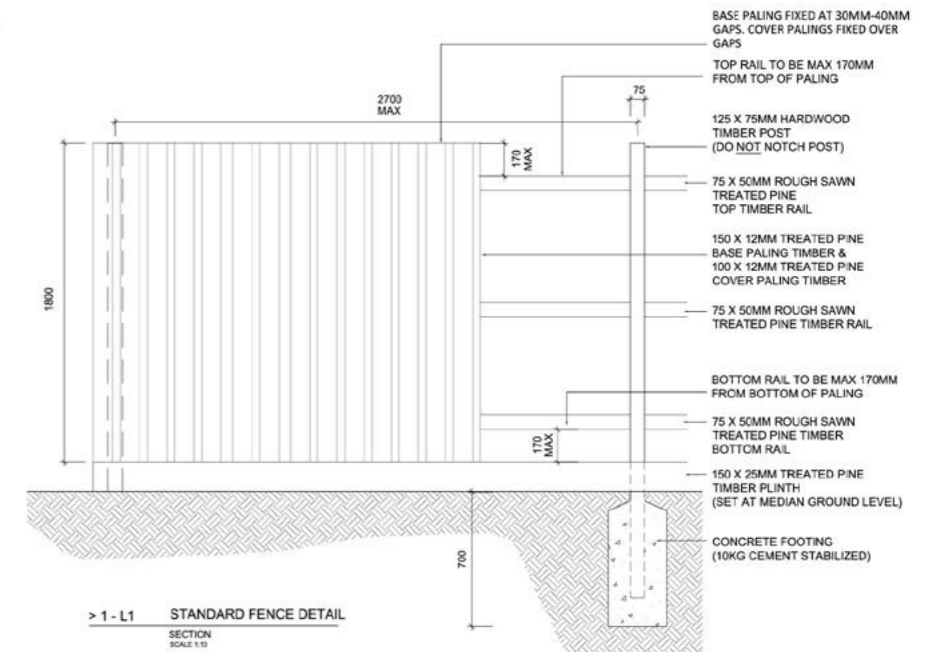 BASE PALING FIXED AT 30MM-40MM
GAPS. COVER PALINGS FIXED OVER
GAPS
TOP RAIL TO BE MAX 170MM
FROM TOP OF PALING
75
2700
MAX
125 X 75MM HARDWOOD
TIMBER POST
(DO NOT NOTCH POST)
170
MAX
75 X 50MM ROUGH SAWN
TREATED PINE
TOP TIMBER RAIL
150 X 12MM TREATED PINE
BASE PALING TIMBER &
100 X 12MM TREATED PINE
COVER PALING TIMBER
1800
75 X 50MM ROUGH SAWN
TREATED PINE TIMBER RAIL
BOTTOM RAIL TO BE MAX 170MM
FROM BOTTOM OF PALING
75 X 50MM ROUGH SAWN
TREATED PINE TIMBER
BOTTOM RAIL
170
MAX
150 X 25MM TREATED PINE
TIMBER PLINTH
(SET AT MEDIAN GROUND LEVEL)
700
CONCRETE FOOTING
(10KG CEMENT STABILIZED)
> 1 - L1 STANDARD FENCE DETAIL
SECTION
SCALE 1:10